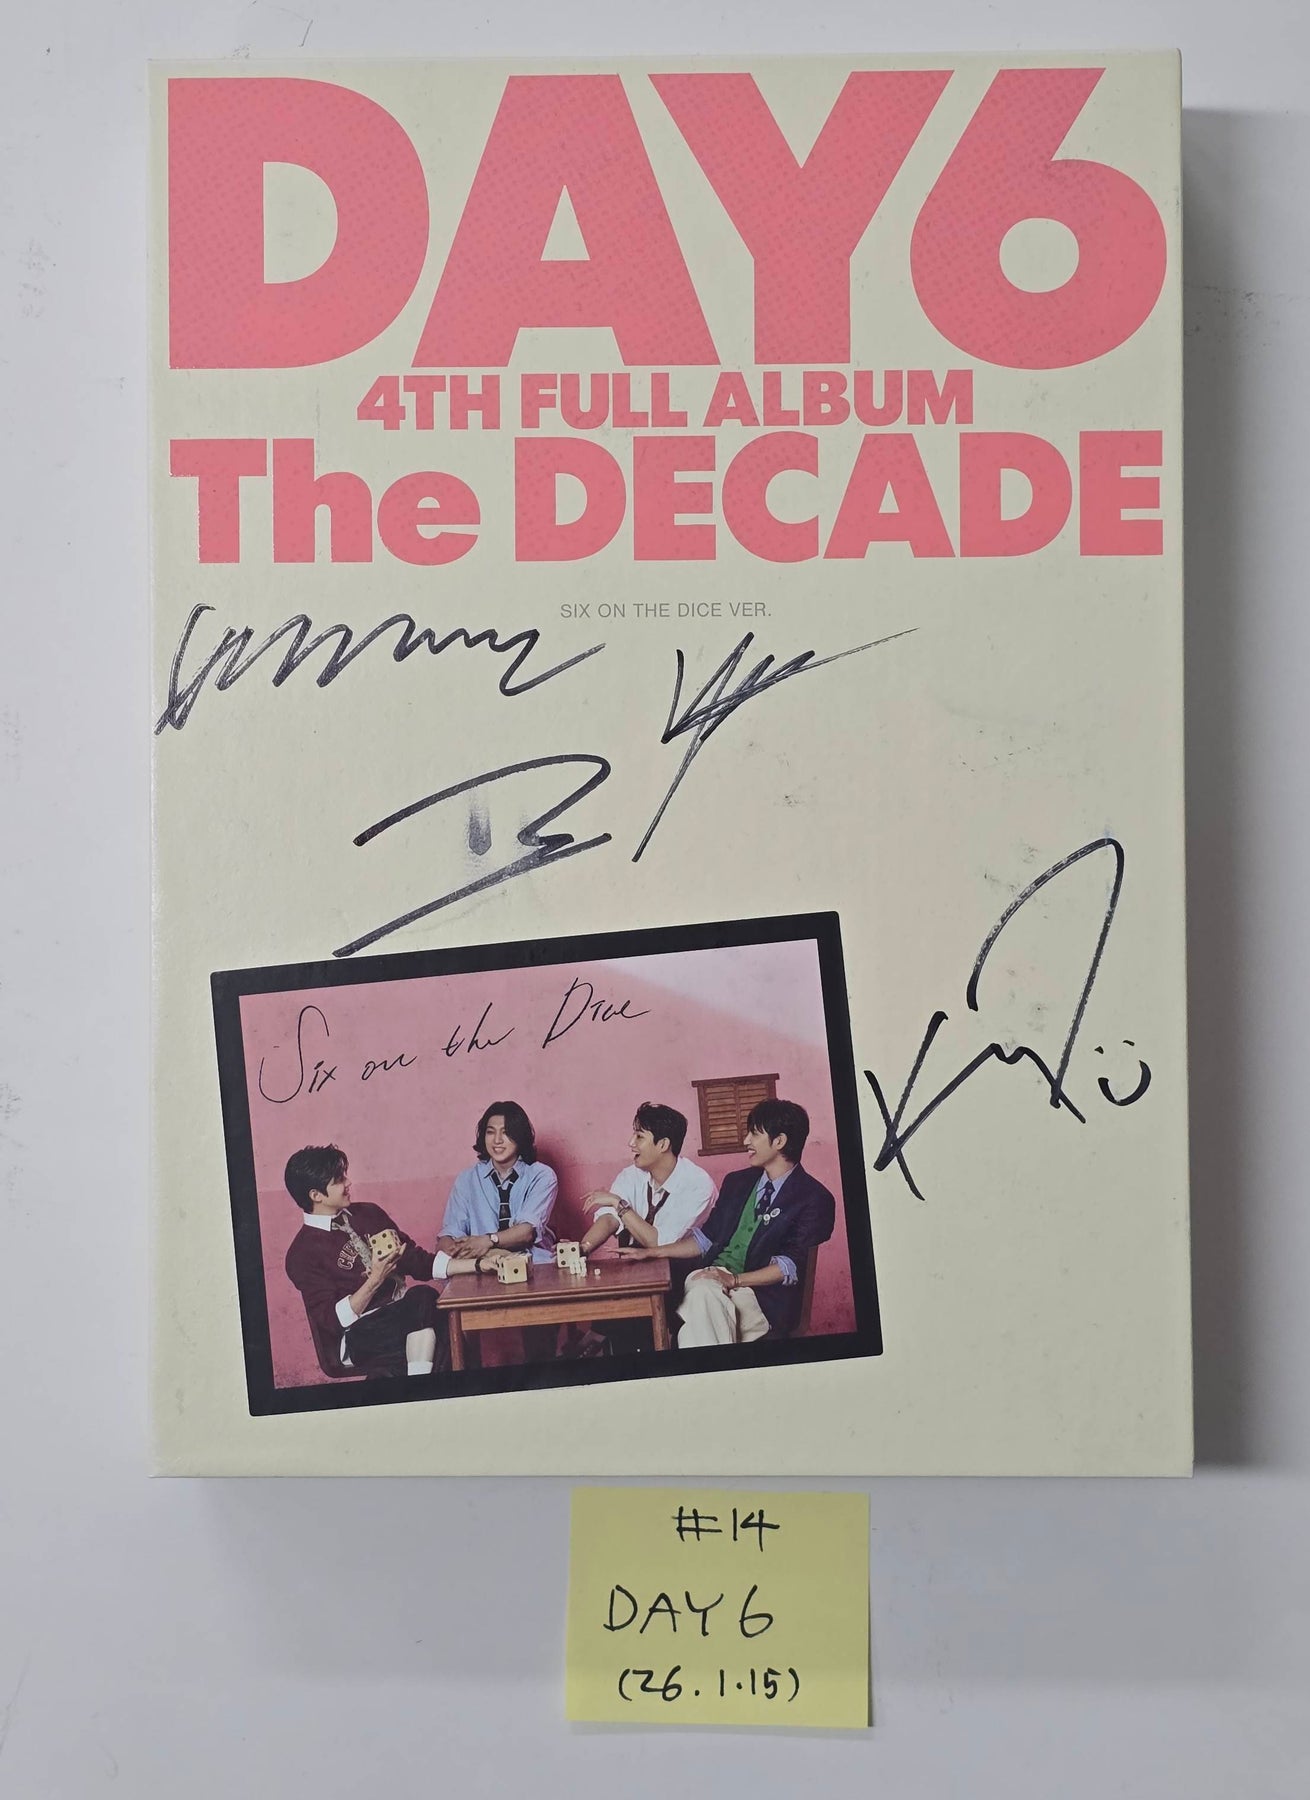 DAY6
4TH FULL ALBUM
The DECADE
SIX ON THE DICE VER.
Six on the Dice
#14
DAY6
(26.1.15)